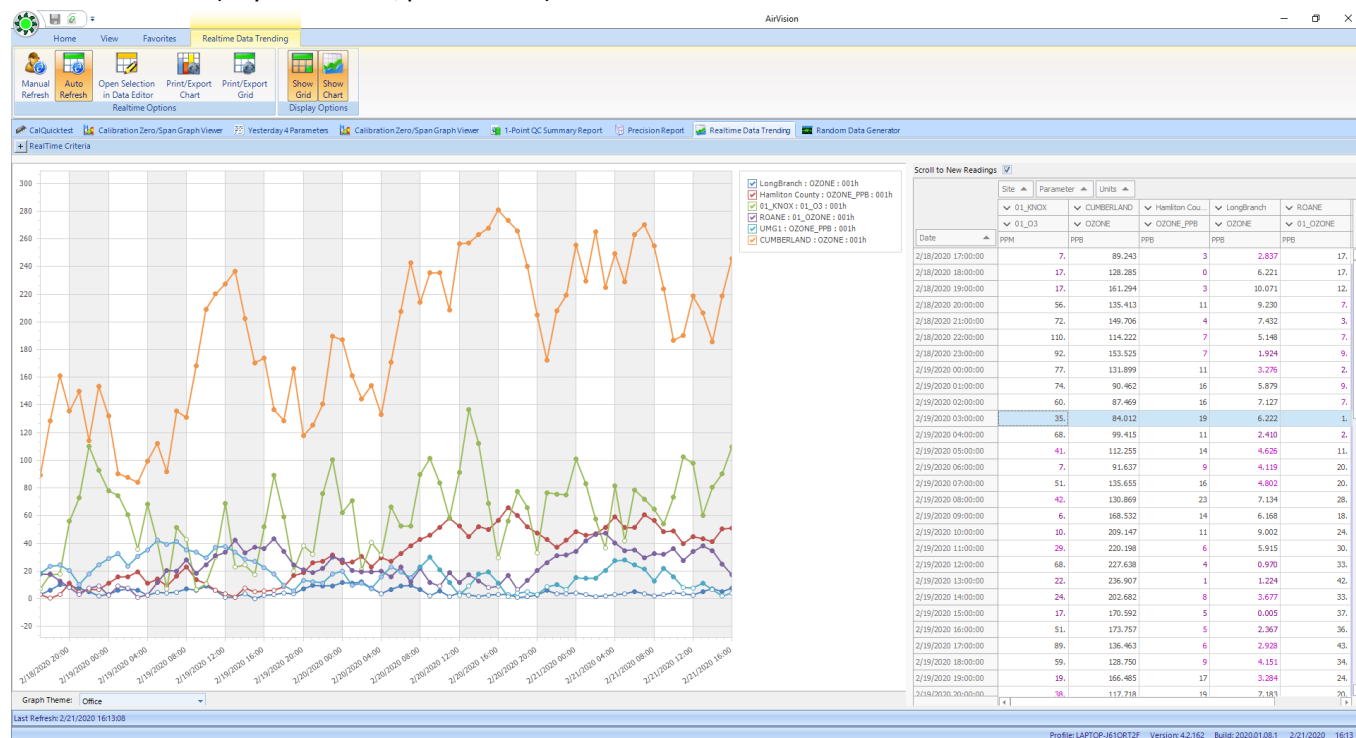 AirVision
Home View Favorites Realtime Data Trending
Manual Refresh
Auto Refresh
Open Selection in Data Editor
Print/Export Chart
Print/Export Grid
Show Grid
Show Chart
Realtime Options
Display Options
CalQuicktest Calibration Zero/Span Graph Viewer Yesterday 4 Parameters Calibration Zero/Span Graph Viewer 1-Point QC Summary Report Precision Report Realtime Data Trending Random Data Generator
+ RealTime Criteria
300
280
260
240
220
200
180
160
140
120
100
80
60
40
20
0
-20
2/18/2020 20:00
2/19/2020 00:00
2/19/2020 04:00
2/19/2020 08:00
2/19/2020 12:00
2/19/2020 16:00
2/19/2020 20:00
2/20/2020 00:00
2/20/2020 04:00
2/20/2020 08:00
2/20/2020 12:00
2/20/2020 16:00
2/20/2020 20:00
2/21/2020 00:00
2/21/2020 04:00
2/21/2020 08:00
2/21/2020 12:00
2/21/2020 16:00
LongBranch : OZONE : 001h
Hamliton County : OZONE_PPB : 001h
01_KNOX : 01_O3 : 001h
ROANE : 01_OZONE : 001h
UMG1 : OZONE_PPB : 001h
CUMBERLAND : OZONE : 001h
Graph Theme: Office
Scroll to New Readings
Site Parameter Units
01_KNOX CUMBERLAND Hamliton Cou... LongBranch ROANE
01_O3 OZONE OZONE_PPB OZONE 01_OZONE
Date PPM PPB PPB PPB PPB
2/18/2020 17:00:00 7. 89.243 3 2.837 17.
2/18/2020 18:00:00 17. 128.285 0 6.221 17.
2/18/2020 19:00:00 17. 161.294 3 10.071 12.
2/18/2020 20:00:00 56. 135.413 11 9.230 7.
2/18/2020 21:00:00 72. 149.706 4 7.432 3.
2/18/2020 22:00:00 110. 114.222 7 5.148 7.
2/18/2020 23:00:00 92. 153.525 7 1.924 9.
2/19/2020 00:00:00 77. 131.899 11 3.276 2.
2/19/2020 01:00:00 74. 90.462 16 5.879 9.
2/19/2020 02:00:00 60. 87.469 16 7.127 7.
2/19/2020 03:00:00 35. 84.012 19 6.222 1.
2/19/2020 04:00:00 68. 99.415 11 2.410 2.
2/19/2020 05:00:00 41. 112.255 14 4.626 11.
2/19/2020 06:00:00 7. 91.637 9 4.119 20.
2/19/2020 07:00:00 51. 135.655 16 4.802 20.
2/19/2020 08:00:00 42. 130.869 23 7.134 28.
2/19/2020 09:00:00 6. 168.532 14 6.168 18.
2/19/2020 10:00:00 10. 209.147 11 9.002 24.
2/19/2020 11:00:00 29. 220.198 6 5.915 30.
2/19/2020 12:00:00 68. 227.638 4 0.970 33.
2/19/2020 13:00:00 22. 236.907 1 1.224 42.
2/19/2020 14:00:00 24. 202.682 8 3.677 33.
2/19/2020 15:00:00 17. 170.592 5 0.005 37.
2/19/2020 16:00:00 51. 173.757 5 2.367 36.
2/19/2020 17:00:00 89. 136.463 6 2.928 43.
2/19/2020 18:00:00 59. 128.750 9 4.151 34.
2/19/2020 19:00:00 19. 166.485 17 3.284 24.
2/19/2020 20:00:00 38. 117.718 19 7.183 20.
Last Refresh: 2/21/2020 16:13:08
Profile: LAPTOP-J61ORT2F Version: 4.2.162 Build: 2020.01.08.1 2/21/2020 16:13